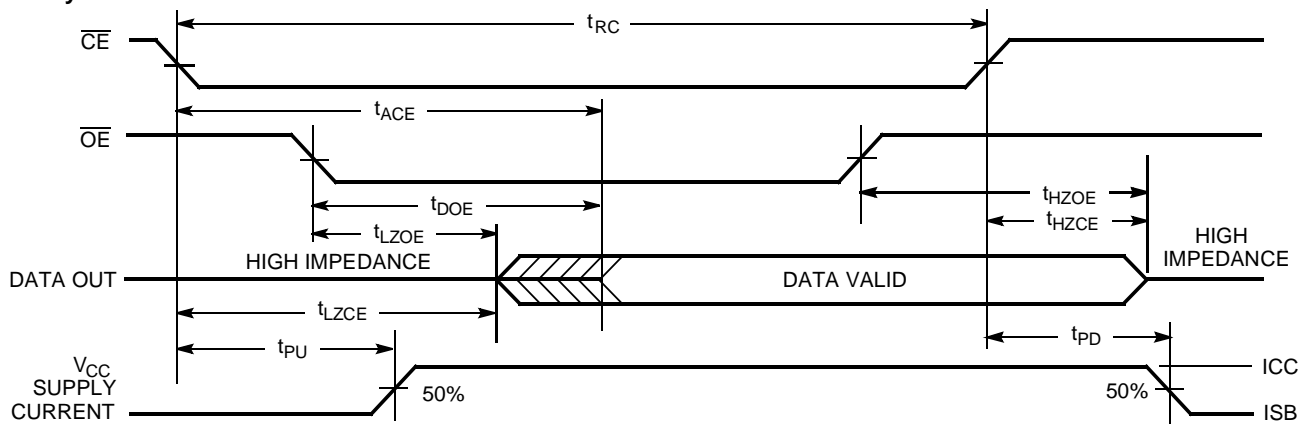 tRC
CE
tACE
OE
tHZOE
tDOE
tHZCE
tLZOE
HIGH
IMPEDANCE
HIGH IMPEDANCE
DATA OUT
DATA VALID
tLZCE
tPU
tPD
VCC
SUPPLY
CURRENT
50%
50%
ICC
ISB